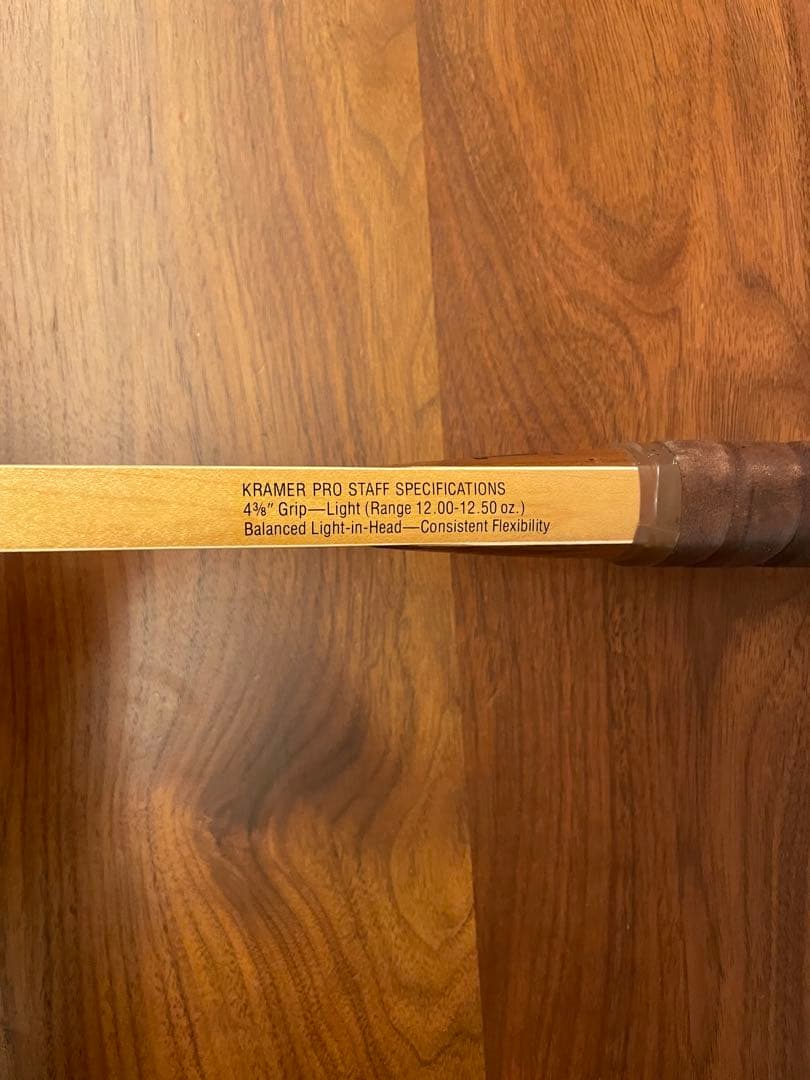 KRAMER PRO STAFF SPECIFICATIONS
4⅜" Grip—Light (Range 12.00-12.50 oz.)
Balanced Light-in-Head—Consistent Flexibility